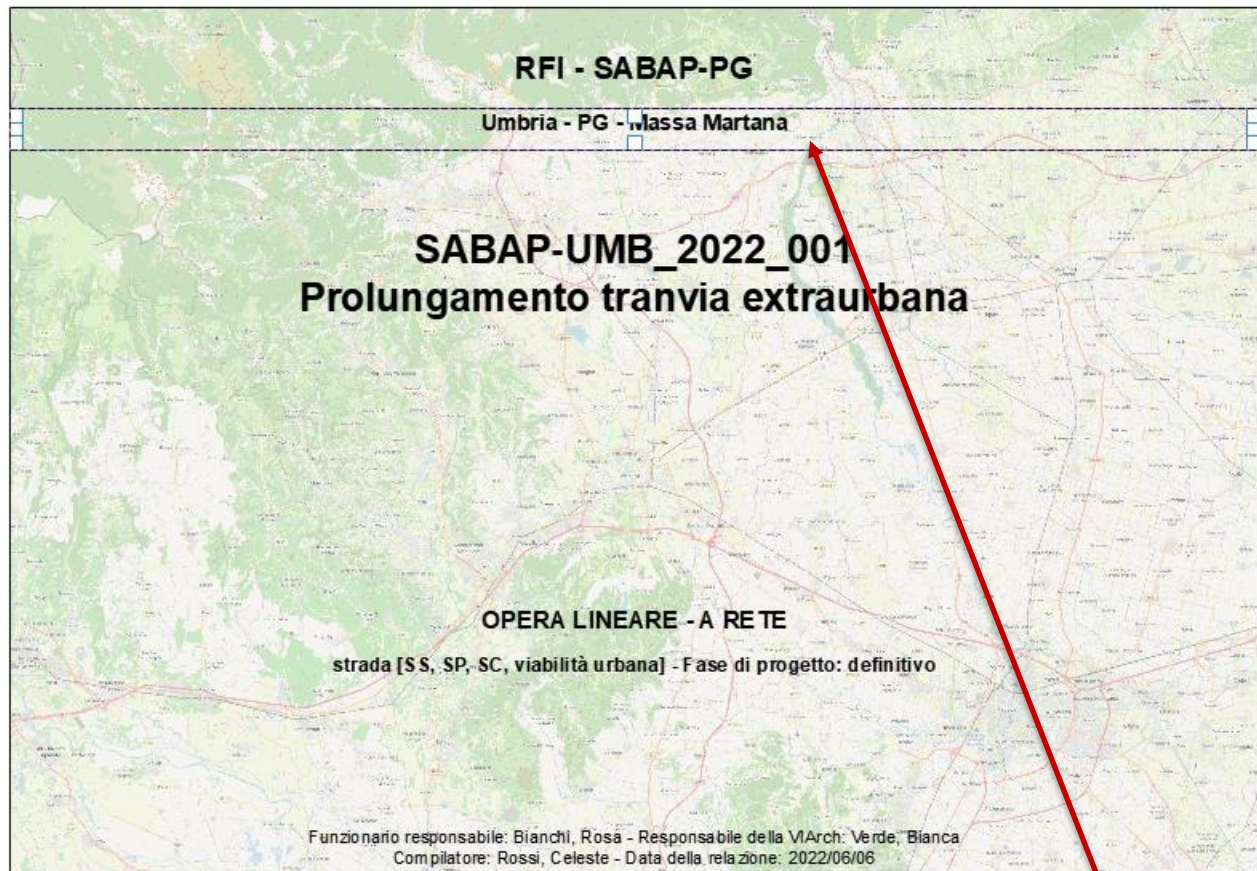 RFI - SABAP-PG
Umbria - PG - Massa Martana
SABAP-UMB_2022_001
Prolungamento tranvia extraurbana
OPERA LINEARE - A RETE
strada [SS, SP, SC, viabilità urbana] - Fase di progetto: definitivo
Funzionario responsabile: Bianchi, Rosa - Responsabile della VIArch: Verde, Bianca
Compilatore: Rossi, Celeste - Data della relazione: 2022/06/06